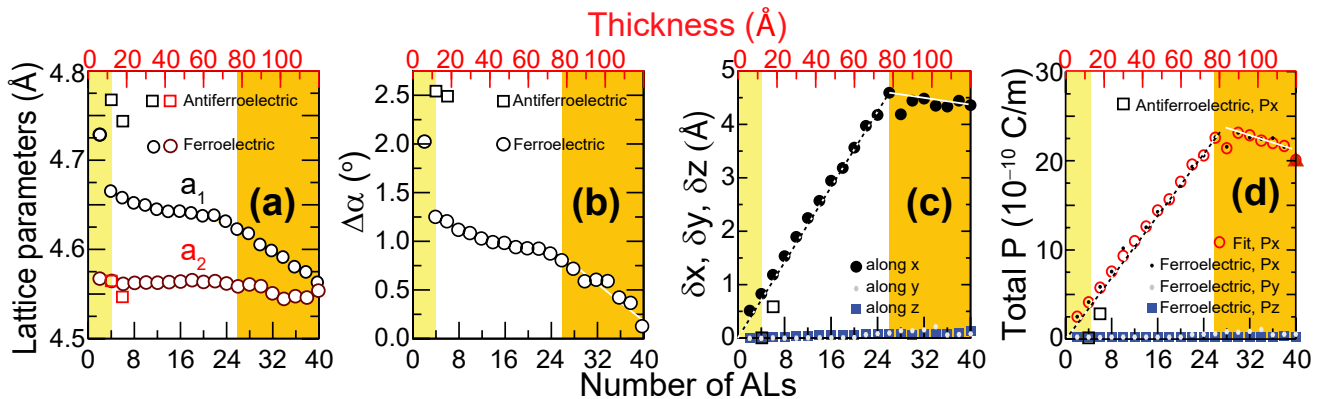 Thickness (Å)
0 20 40 60 80 100
0 20 40 60 80 100
0 20 40 60 80 100
0 20 40 60 80 100
Lattice parameters (Å)
4.8
4.7
4.6
4.5
Antiferroelectric
Ferroelectric
a1
a2
(a)
0 8 16 24 32 40
Δα (°)
2.5
2.0
1.5
1.0
0.5
0.0
Antiferroelectric
Ferroelectric
(b)
0 8 16 24 32 40
δx, δy, δz (Å)
5
4
3
2
1
0
(c)
along x
along y
along z
0 8 16 24 32 40
Total P (10⁻¹⁰ C/m)
30
20
10
0
Antiferroelectric, Px
(d)
Fit, Px
Ferroelectric, Px
Ferroelectric, Py
Ferroelectric, Pz
0 8 16 24 32 40
Number of ALs